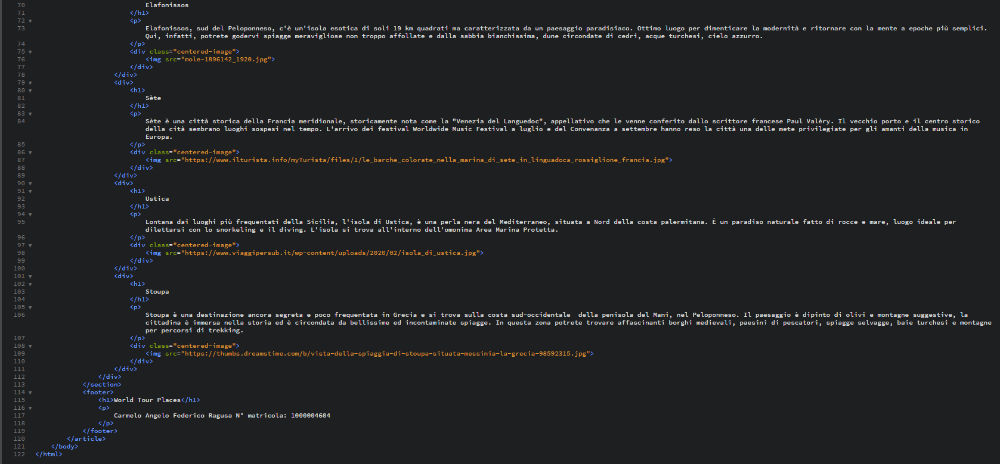 70 Elafonissos
71 </h1>
72 ▼ <p>
73 Elafonissos, sud del Peloponneso, c'è un'isola esotica di soli 19 km quadrati ma caratterizzata da un paesaggio paradisiaco. Ottimo luogo per dimenticare la modernità e ritornare con la mente a epoche più semplici.
Qui, infatti, potrete godervi spiagge meravigliose non troppo affollate e dalla sabbia bianchissima, dune circondate di cedri, acque turchesi, cielo azzurro.
74 </p>
75 ▼ <div class="centered-image">
76 <img src="mole-1896142_1920.jpg">
77 </div>
78 </div>
79 ▼ <div>
80 ▼ <h1>
81 Sète
82 </h1>
83 ▼ <p>
84 Sète è una città storica della Francia meridionale, storicamente nota come la "Venezia del Languedoc", appellativo che le venne conferito dallo scrittore francese Paul Valèry. Il vecchio porto e il centro storico
della cità sembrano luoghi sospesi nel tempo. L'arrivo dei festival Worldwide Music Festival a luglio e del Convenanza a settembre hanno reso la città una delle mete privilegiate per gli amanti della musica in
Europa.
85 </p>
86 ▼ <div class="centered-image">
87 <img src="https://www.ilturista.info/myTurista/files/1/le_barche_colorate_nella_marina_di_sete_in_linguadoca_rossiglione_francia.jpg">
88 </div>
89 </div>
90 ▼ <div>
91 ▼ <h1>
92 Ustica
93 </h1>
94 ▼ <p>
95 Lontana dai luoghi più frequentati della Sicilia, l'isola di Ustica, è una perla nera del Mediterraneo, situata a Nord della costa palermitana. È un paradiso naturale fatto di rocce e mare, luogo ideale per
dilettarsi con lo snorkeling e il diving. L'isola si trova all'interno dell'omonima Area Marina Protetta.
96 </p>
97 ▼ <div class="centered-image">
98 <img src="https://www.viaggipersub.it/wp-content/uploads/2020/02/isola_di_ustica.jpg">
99 </div>
100 </div>
101 ▼ <div>
102 ▼ <h1>
103 Stoupa
104 </h1>
105 ▼ <p>
106 Stoupa è una destinazione ancora segreta e poco frequentata in Grecia e si trova sulla costa sud-occidentale  della penisola del Mani, nel Peloponneso. Il paesaggio è dipinto di olivi e montagne suggestive, la
cittadina è immersa nella storia ed è circondata da bellissime ed incontaminate spiagge. In questa zona potrete trovare affascinanti borghi medievali, paesini di pescatori, spiagge selvagge, baie turchesi e montagne
per percorsi di trekking.
107 </p>
108 ▼ <div class="centered-image">
109 <img src="https://thumbs.dreamstime.com/b/vista-della-spiaggia-di-stoupa-situata-messinia-la-grecia-98592315.jpg">
110 </div>
111 </div>
112 </div>
113 </section>
114 ▼ <footer>
115 <h1>World Tour Places</h1>
116 ▼ <p>
117 Carmelo Angelo Federico Ragusa N° matricola: 1000004604
118 </p>
119 </footer>
120 </article>
121 </body>
122 </html>